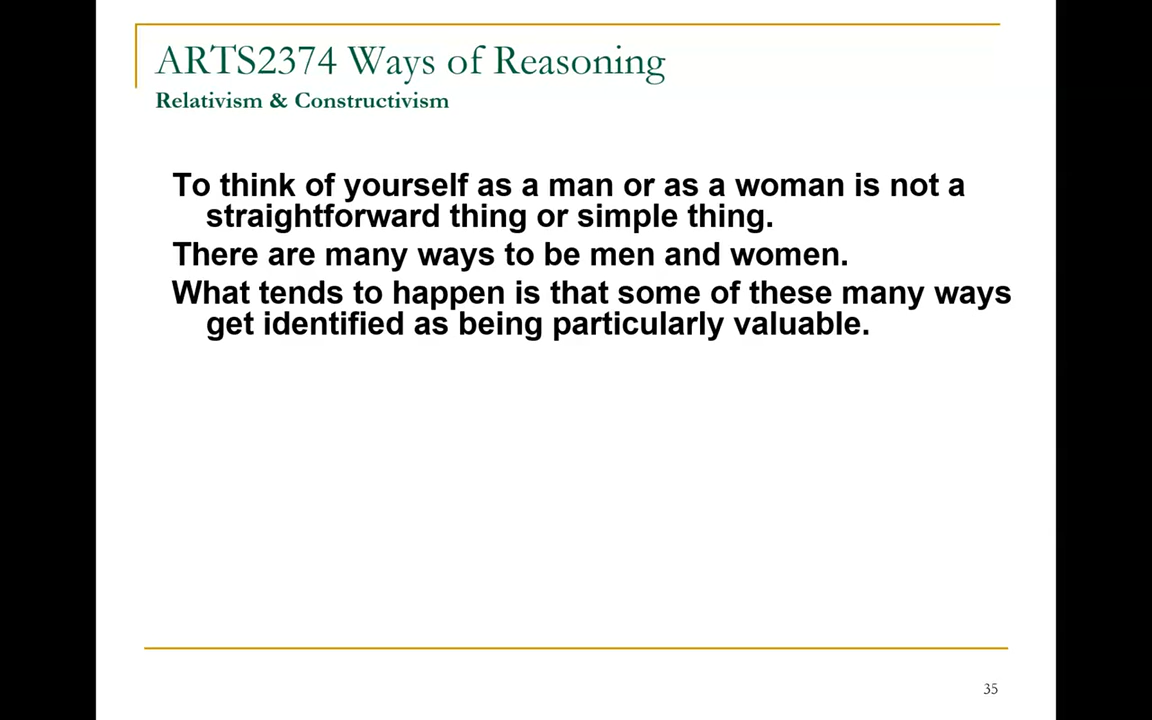 ARTS2374 Ways of Reasoning
Relativism & Constructivism
To think of yourself as a man or as a woman is not a
straightforward thing or simple thing.
There are many ways to be men and women.
What tends to happen is that some of these many ways
get identified as being particularly valuable.
35